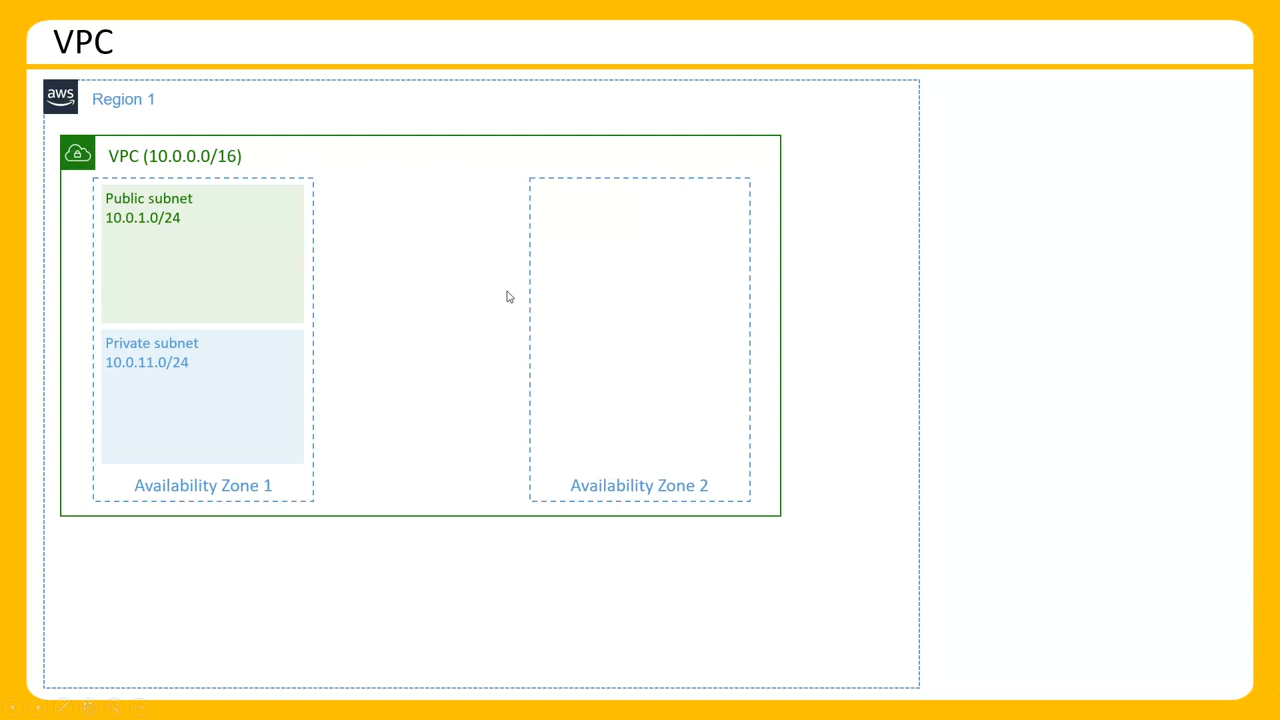 VPC
aws
Region 1
VPC (10.0.0.0/16)
Public subnet
10.0.1.0/24
Private subnet
10.0.11.0/24
Availability Zone 1
Availability Zone 2